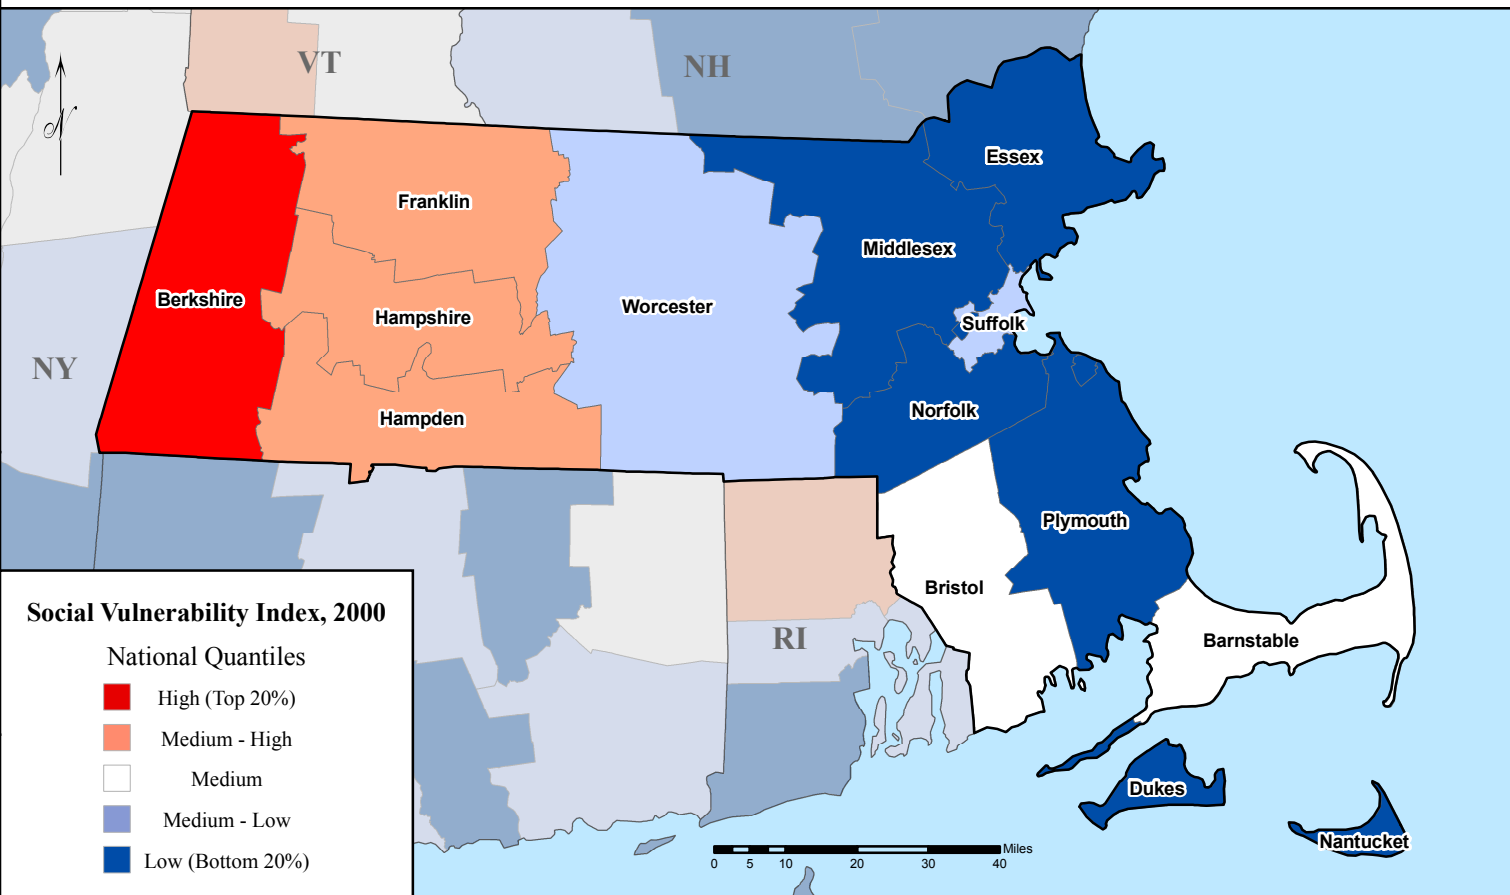 VT
NH
N
Essex
Franklin
Middlesex
Berkshire
Worcester
Hampshire
Suffolk
NY
Norfolk
Hampden
Plymouth
Bristol
RI
Barnstable
Dukes
Nantucket
Social Vulnerability Index, 2000
National Quantiles
High (Top 20%)
Medium - High
Medium
Medium - Low
Low (Bottom 20%)
Miles
0 5 10 20 30 40